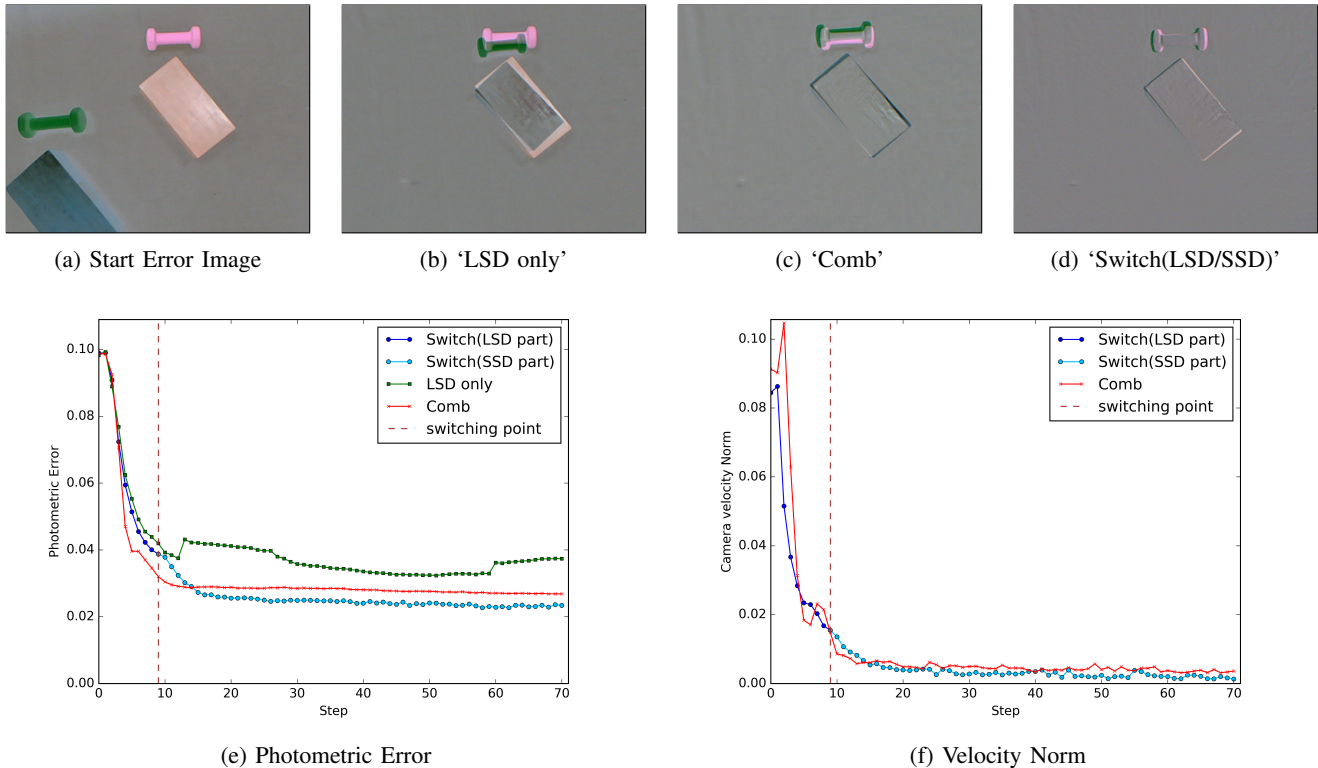 (a) Start Error Image
(b) ‘LSD only’
(c) ‘Comb’
(d) ‘Switch(LSD/SSD)’
Switch(LSD part)
Switch(SSD part)
LSD only
Comb
switching point
0.10
0.08
0.06
0.04
0.02
0.00
Photometric Error
0 10 20 30 40 50 60 70
Step
(e) Photometric Error
Switch(LSD part)
Switch(SSD part)
Comb
switching point
0.10
0.08
0.06
0.04
0.02
0.00
Camera velocity Norm
0 10 20 30 40 50 60 70
Step
(f) Velocity Norm